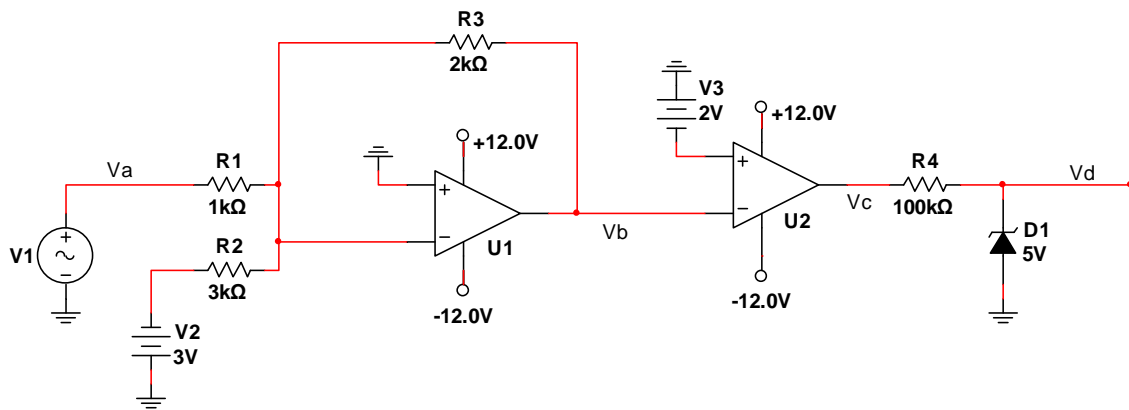 R3
2kΩ
V3
2V
+12.0V
+12.0V
Va
R1
1kΩ
+
−
U1
Vb
+
−
U2
Vc
R4
100kΩ
Vd
V1
+
−
R2
3kΩ
D1
5V
-12.0V
-12.0V
V2
3V